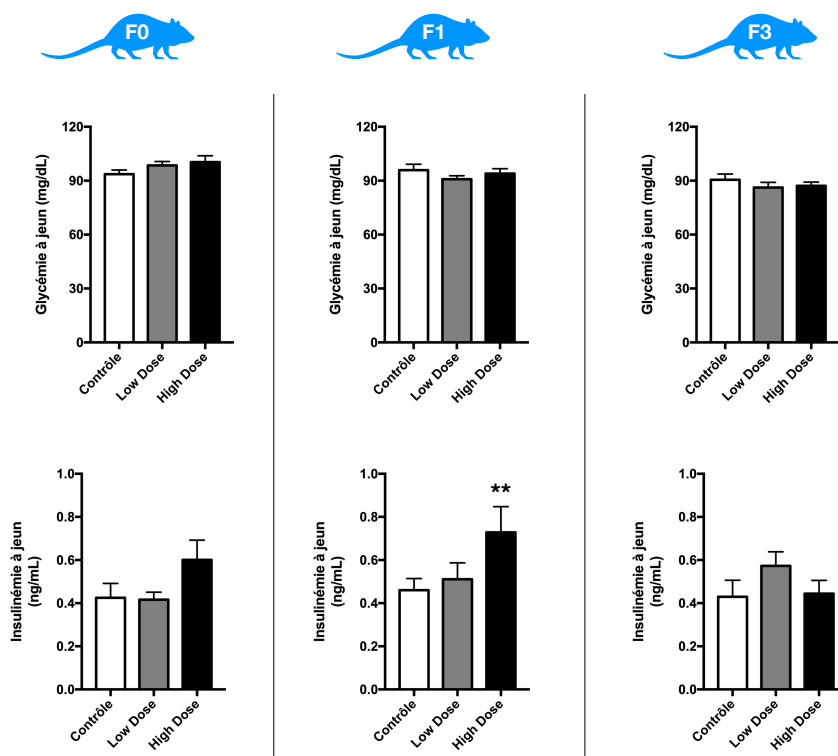 F0
F1
F3
Glycémie à jeun (mg/dL)
120
90
60
30
0
Contrôle
Low Dose
High Dose
Glycémie à jeun (mg/dL)
120
90
60
30
0
Contrôle
Low Dose
High Dose
Glycémie à jeun (mg/dL)
120
90
60
30
0
Contrôle
Low Dose
High Dose
Insulinémie à jeun
(ng/mL)
1.0
0.8
0.6
0.4
0.2
0.0
Contrôle
Low Dose
High Dose
Insulinémie à jeun
(ng/mL)
1.0
0.8
0.6
0.4
0.2
0.0
**
Contrôle
Low Dose
High Dose
Insulinémie à jeun
(ng/mL)
1.0
0.8
0.6
0.4
0.2
0.0
Contrôle
Low Dose
High Dose